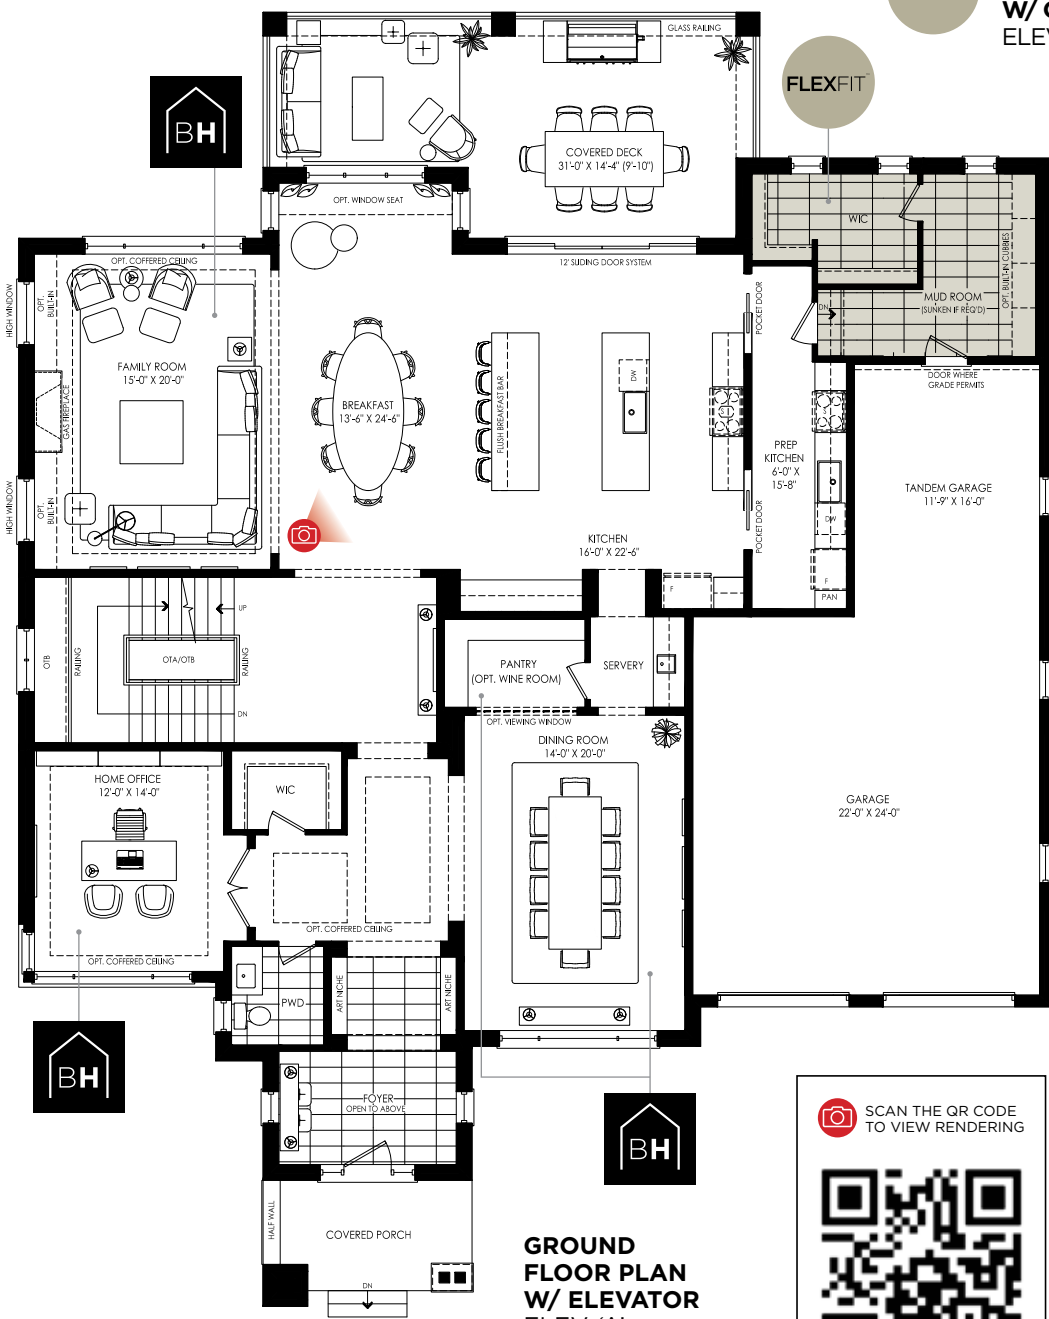 W/
ELEV
GLASS RAILING
FLEXFIT
BH
COVERED DECK
31'-0" X 14'-4" (9'-10")
OPT. WINDOW SEAT
WIC
12' SLIDING DOOR SYSTEM
OPT. COFFERED CEILING
HIGH WINDOW
OPT.
BUILT-IN
POCKET DOOR
DN
MUD ROOM
(SUNKEN IF REQ'D)
OPT. BUILT-IN CUBBIES
DOOR WHERE
GRADE PERMITS
FAMILY ROOM
15'-0" X 20'-0"
GAS FIREPLACE
BREAKFAST
13'-6" X 24'-6"
FLUSH BREAKFAST BAR
DW
S
S
PREP
KITCHEN
6'-0" X
15'-8"
TANDEM GARAGE
11'-9" X 16'-0"
HIGH WINDOW
OPT.
BUILT-IN
POCKET DOOR
DW
KITCHEN
16'-0" X 22'-6"
F
F
PAN
UP
OTB
RAILING
OTA/OTB
RAILING
DN
PANTRY
(OPT. WINE ROOM)
SERVERY
OPT. VIEWING WINDOW
DINING ROOM
14'-0" X 20'-0"
HOME OFFICE
12'-0" X 14'-0"
WIC
GARAGE
22'-0" X 24'-0"
OPT. COFFERED CEILING
OPT. COFFERED CEILING
PWD
ART NICHE
ART NICHE
BH
FOYER
OPEN TO ABOVE
BH
SCAN THE QR CODE
TO VIEW RENDERING
HALF WALL
COVERED PORCH
DN
GROUND
FLOOR PLAN
W/ ELEVATOR